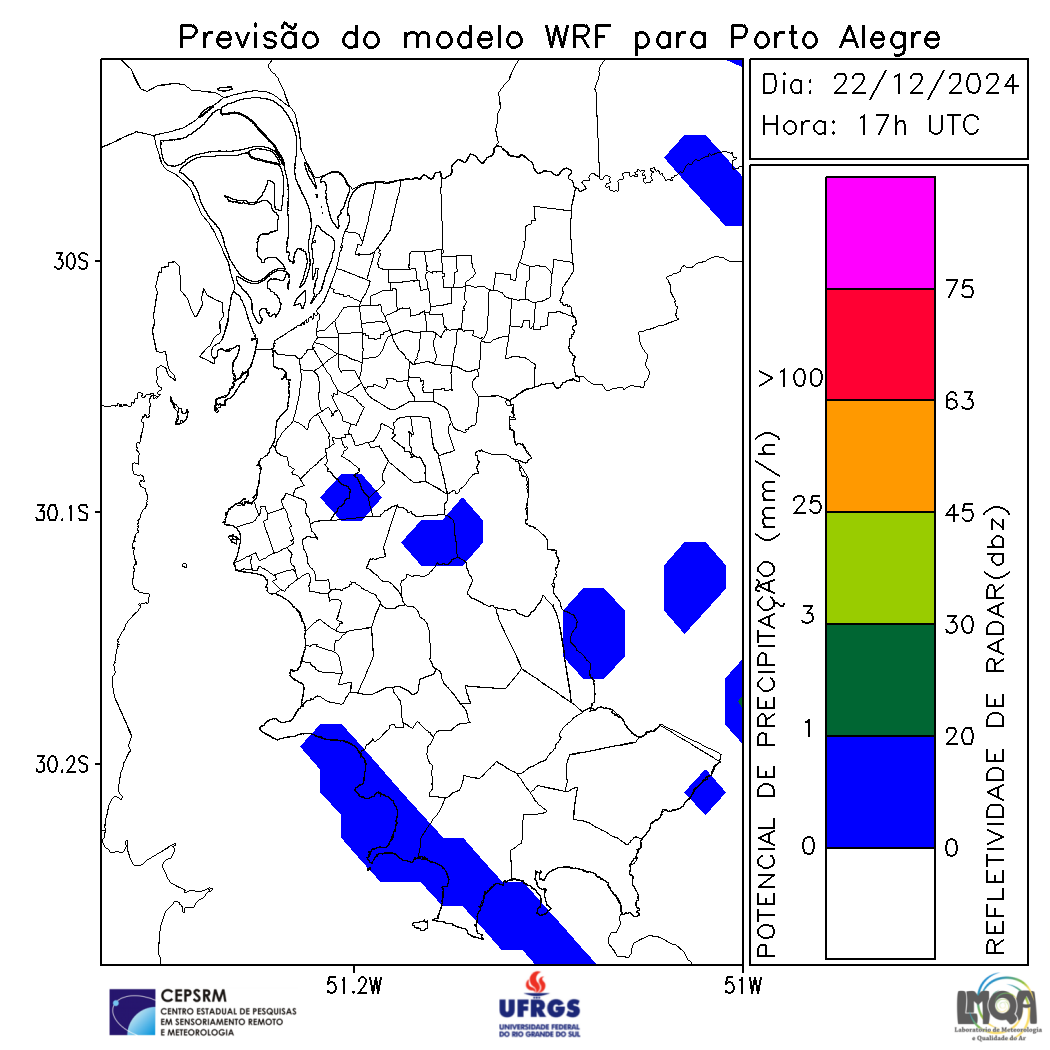 Previsão do modelo WRF para Porto Alegre
Dia: 22/12/2024
Hora: 17h UTC
30S
30.1S
30.2S
51.2W
51W
POTENCIAL DE PRECIPITAÇÃO (mm/h)
>100
25
3
1
0
75
63
45
30
20
0
REFLETIVIDADE DE RADAR(dbz)
CEPSRM
CENTRO ESTADUAL DE PESQUISAS
EM SENSORIAMENTO REMOTO
E METEOROLOGIA
UFRGS
UNIVERSIDADE FEDERAL
DO RIO GRANDE DO SUL
LMQA
Laboratório de Meteorologia
e Qualidade do Ar